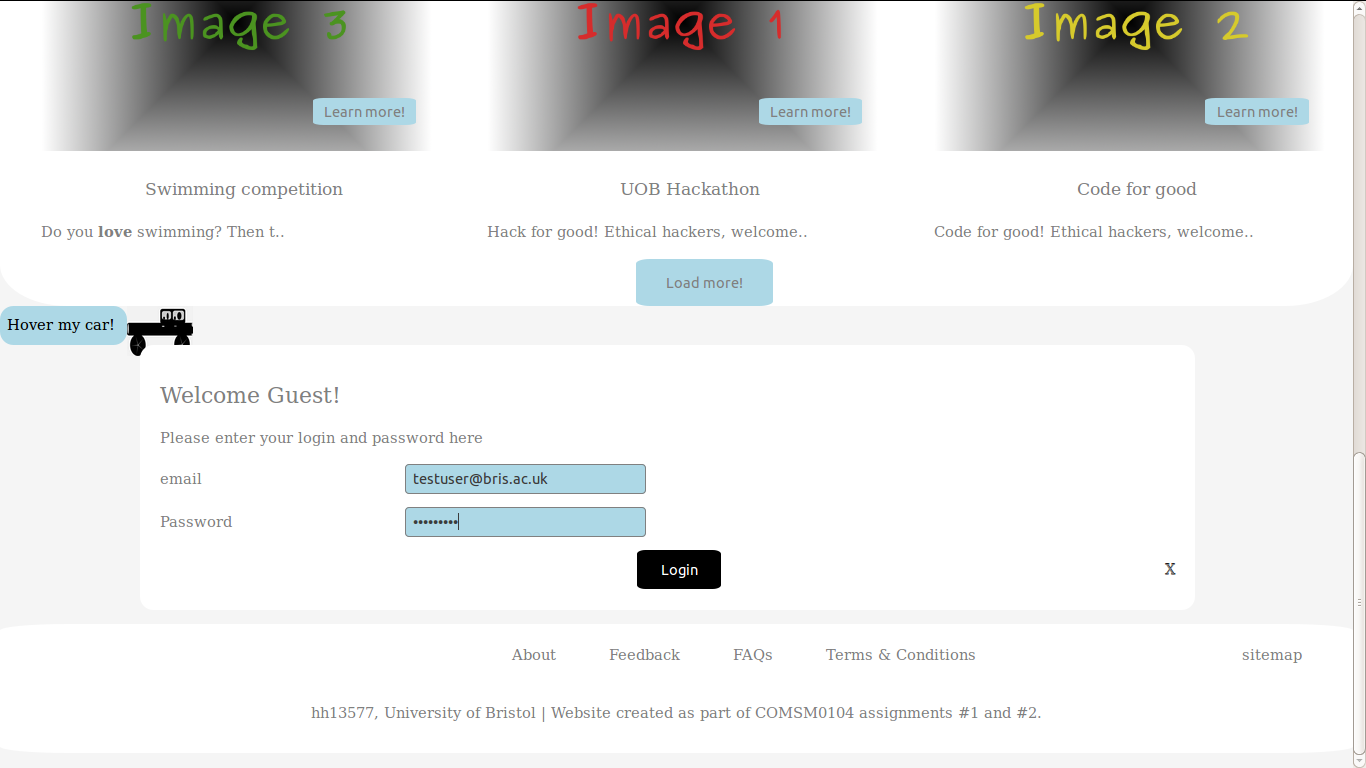 Image 3 Image 1 Image 2
Learn more! Learn more! Learn more!
Swimming competition UOB Hackathon Code for good
Do you love swimming? Then t.. Hack for good! Ethical hackers, welcome.. Code for good! Ethical hackers, welcome..
Load more!
Hover my car!
Welcome Guest!
Please enter your login and password here
email testuser@bris.ac.uk
Password •••••••••
Login X
About Feedback FAQs Terms & Conditions sitemap
hh13577, University of Bristol | Website created as part of COMSM0104 assignments #1 and #2.